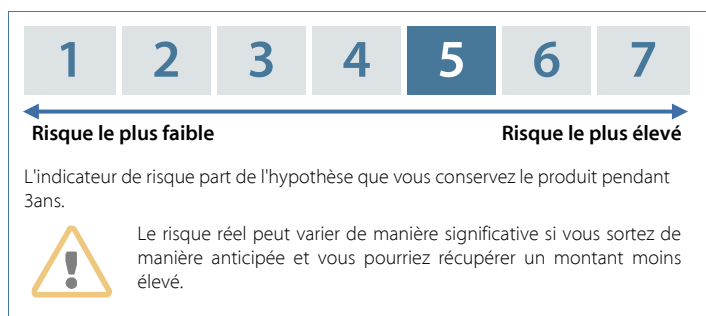 1 2 3 4 5 6 7
Risque le plus faible Risque le plus élevé
L'indicateur de risque part de l'hypothèse que vous conservez le produit pendant
3ans.
Le risque réel peut varier de manière significative si vous sortez de
manière anticipée et vous pourriez récupérer un montant moins
élevé.